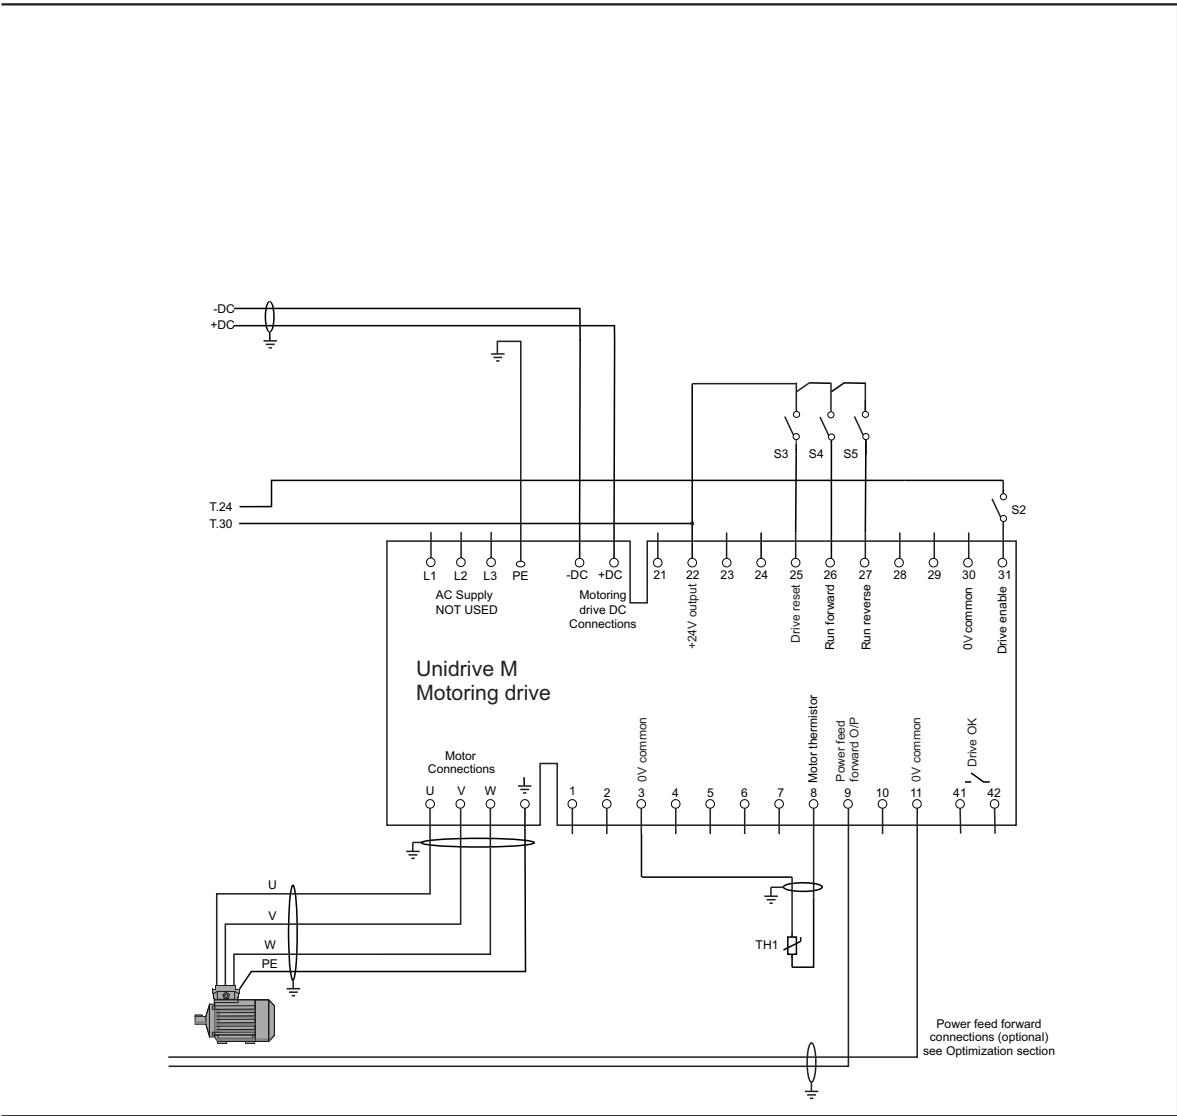 -DC
+DC
S3
S4
S5
T.24
T.30
S2
L1
L2
L3
PE
-DC
+DC
21
22
23
24
25
26
27
28
29
30
31
AC Supply
NOT USED
Motoring
drive DC
Connections
+24V output
Drive reset
Run forward
Run reverse
0V common
Drive enable
Unidrive M
Motoring drive
Motor
Connections
0V common
Motor thermistor
Power feed
forward O/P
0V common
Drive OK
U
V
W
1
2
3
4
5
6
7
8
9
10
11
41
42
U
V
W
PE
TH1
Power feed forward
connections (optional)
see Optimization section